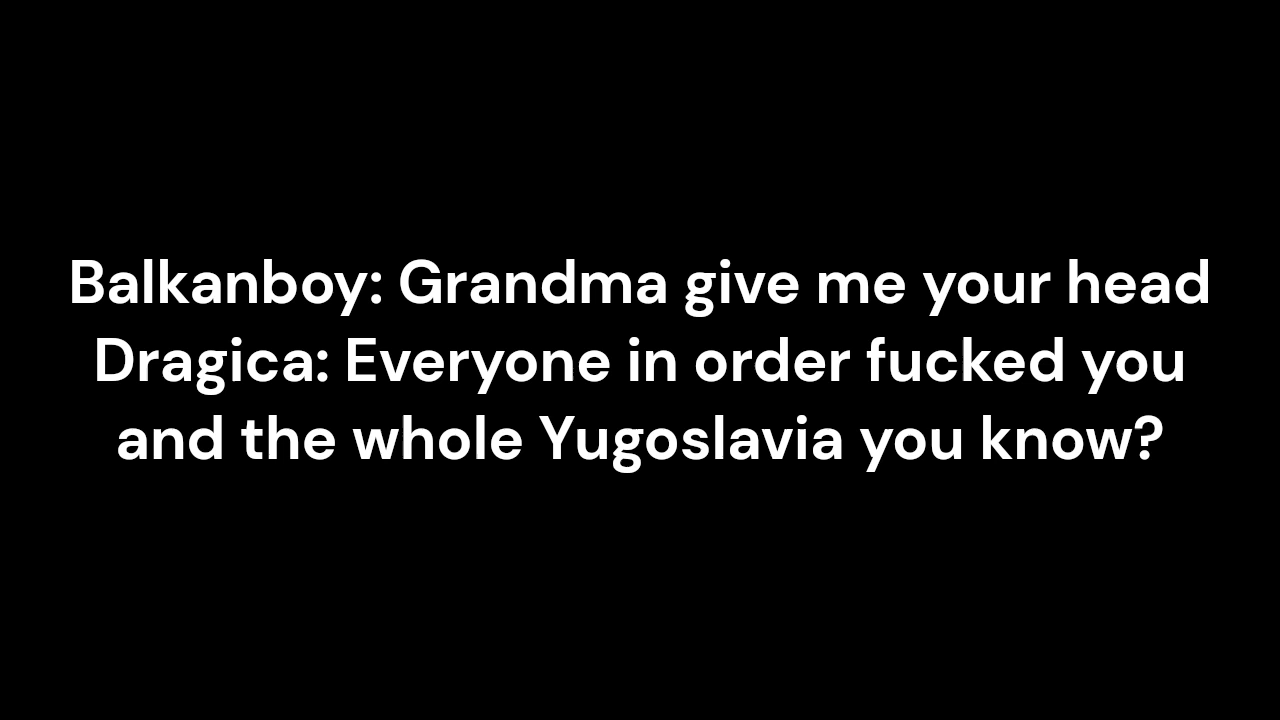 Balkanboy: Grandma give me your head
Dragica: Everyone in order fucked you
and the whole Yugoslavia you know?